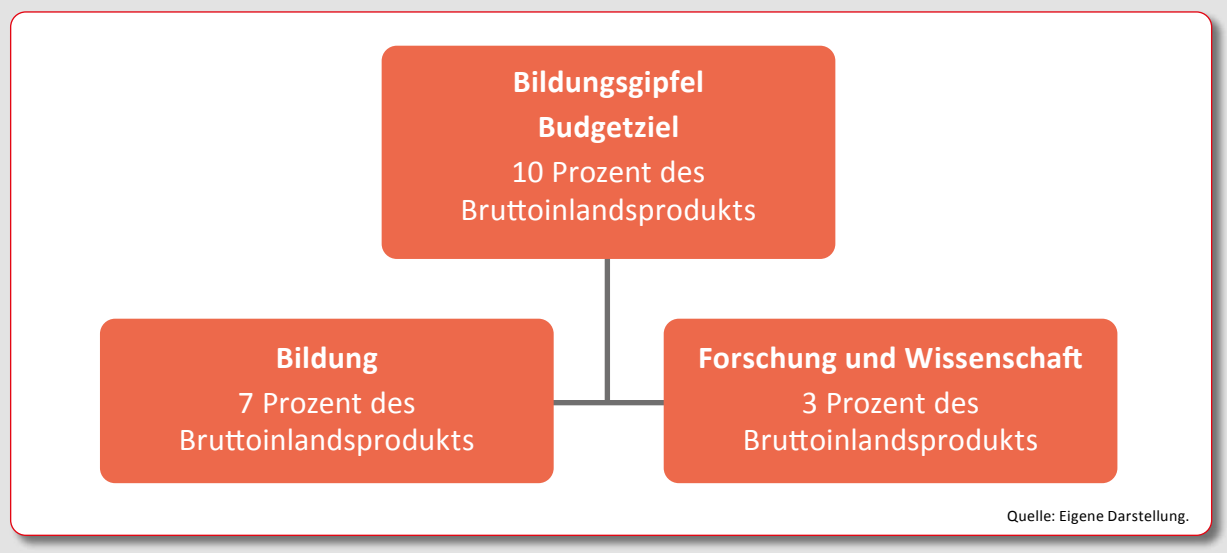 Bildungsgipfel
Budgetziel
10 Prozent des
Bruttoinlandsprodukts
Bildung
7 Prozent des
Bruttoinlandsprodukts
Forschung und Wissenschaft
3 Prozent des
Bruttoinlandsprodukts
Quelle: Eigene Darstellung.